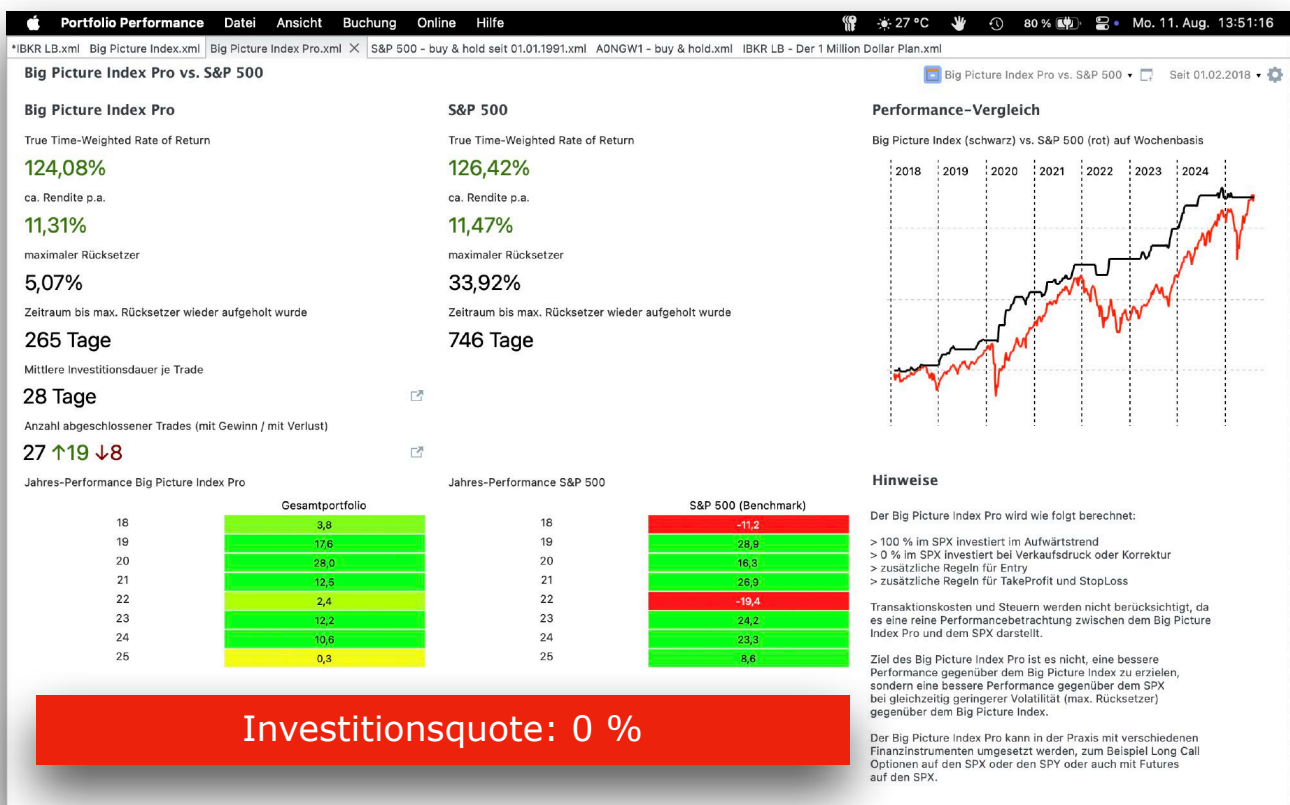 Portfolio Performance Datei Ansicht Buchung Online Hilfe 27 °C 80 % Mo. 11. Aug. 13:51:16
*IBKR LB.xml Big Picture Index.xml Big Picture Index Pro.xml S&P 500 - buy & hold seit 01.01.1991.xml A0NGW1 - buy & hold.xml IBKR LB - Der 1 Million Dollar Plan.xml
Big Picture Index Pro vs. S&P 500
Big Picture Index Pro vs. S&P 500 Seit 01.02.2018
Big Picture Index Pro
True Time-Weighted Rate of Return
124,08%
ca. Rendite p.a.
11,31%
maximaler Rücksetzer
5,07%
Zeitraum bis max. Rücksetzer wieder aufgeholt wurde
265 Tage
Mittlere Investitionsdauer je Trade
28 Tage
Anzahl abgeschlossener Trades (mit Gewinn / mit Verlust)
27 ↑19 ↓8
Jahres-Performance Big Picture Index Pro
Gesamtportfolio
18 3,8
19 17,6
20 28,0
21 12,5
22 2,4
23 12,2
24 10,6
25 0,3
S&P 500
True Time-Weighted Rate of Return
126,42%
ca. Rendite p.a.
11,47%
maximaler Rücksetzer
33,92%
Zeitraum bis max. Rücksetzer wieder aufgeholt wurde
746 Tage
Jahres-Performance S&P 500
S&P 500 (Benchmark)
18 -11,2
19 28,9
20 16,3
21 26,9
22 -19,4
23 24,2
24 23,3
25 8,6
Performance-Vergleich
Big Picture Index (schwarz) vs. S&P 500 (rot) auf Wochenbasis
2018 2019 2020 2021 2022 2023 2024
Hinweise
Der Big Picture Index Pro wird wie folgt berechnet:
> 100 % im SPX investiert im Aufwärtstrend
> 0 % im SPX investiert bei Verkaufsdruck oder Korrektur
> zusätzliche Regeln für Entry
> zusätzliche Regeln für TakeProfit und StopLoss
Transaktionskosten und Steuern werden nicht berücksichtigt, da
es eine reine Performancebetrachtung zwischen dem Big Picture
Index Pro und dem SPX darstellt.
Ziel des Big Picture Index Pro ist es nicht, eine bessere
Performance gegenüber dem Big Picture Index zu erzielen,
sondern eine bessere Performance gegenüber dem SPX
bei gleichzeitig geringerer Volatilität (max. Rücksetzer)
gegenüber dem Big Picture Index.
Der Big Picture Index Pro kann in der Praxis mit verschiedenen
Finanzinstrumenten umgesetzt werden, zum Beispiel Long Call
Optionen auf den SPX oder den SPY oder auch mit Futures
auf den SPX.
Investitionsquote: 0 %